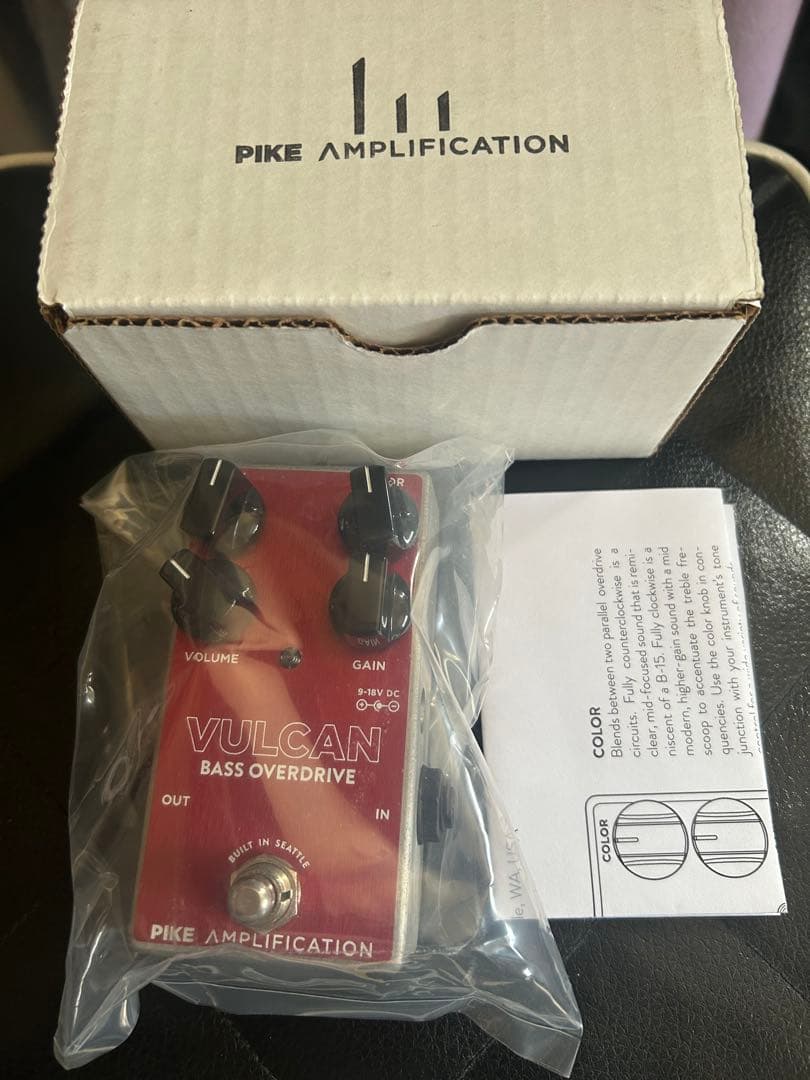 PIKE AMPLIFICATION
OR
VOLUME
GAIN
9-18V DC
VULCAN
BASS OVERDRIVE
OUT
IN
BUILT IN SEATTLE
PIKE AMPLIFICATION
COLOR
Blends between two parallel overdrive
circuits. Fully counterclockwise is a
clear, mid-focused sound that is remi-
niscent of a B-15. Fully clockwise is a
modern, higher-gain sound with a mid
scoop to accentuate the treble fre-
quencies. Use the color knob in con-
junction with your instrument's tone
COLOR
e, WA, USA